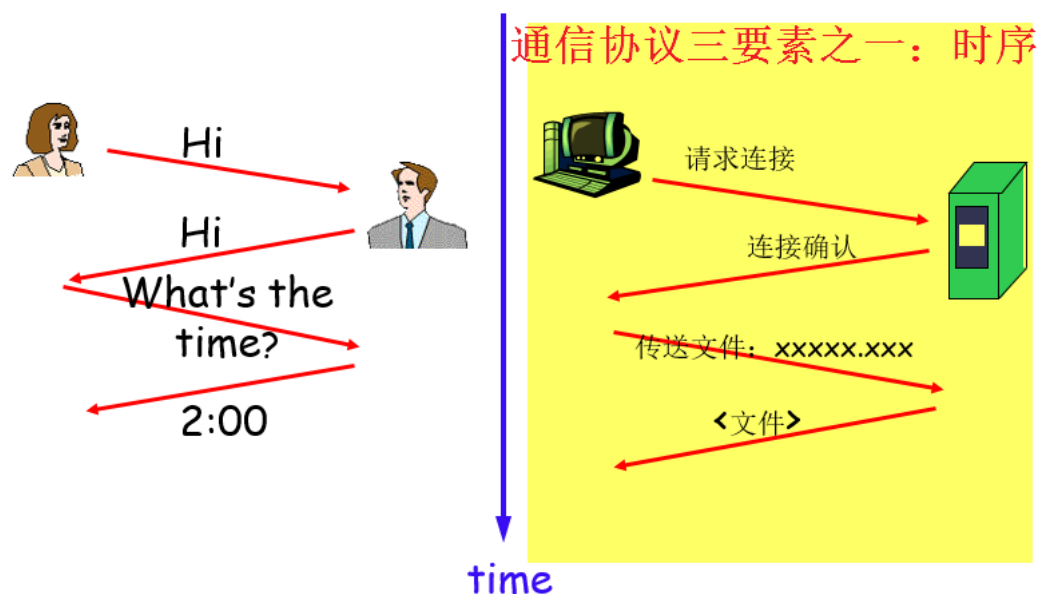 通信协议三要素之一：时序
Hi
Hi
What's the
time?
2:00
请求连接
连接确认
传送文件：xxxxx.xxx
<文件>
time